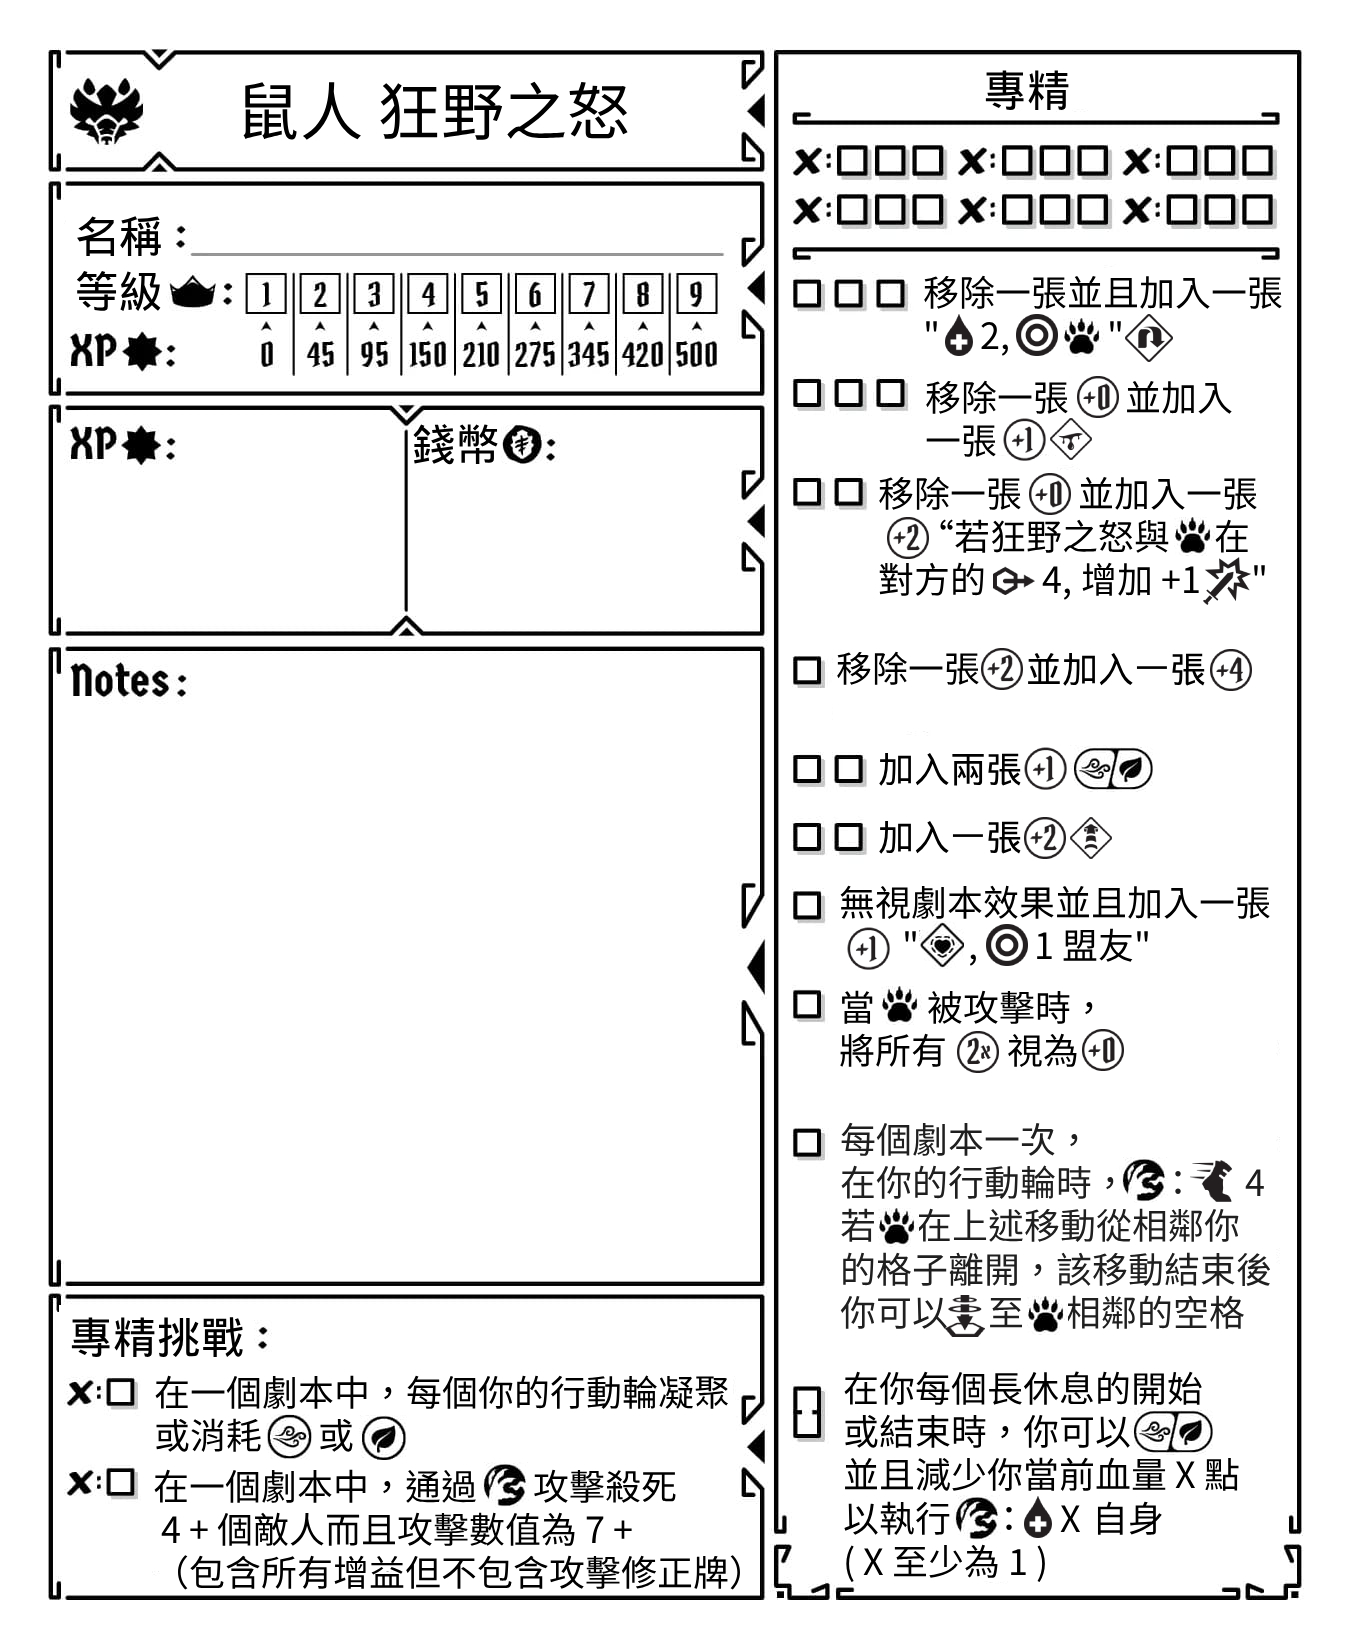 鼠人 狂野之怒
名稱：
等級 : 1 2 3 4 5 6 7 8 9
XP : 0 45 95 150 210 275 345 420 500
XP :
錢幣 :
Notes :
專精挑戰：
x: 在一個劇本中，每個你的行動輪凝聚
或消耗 或
x: 在一個劇本中，通過 攻擊殺死
4 + 個敵人而且攻擊數值為 7 +
（包含所有增益但不包含攻擊修正牌）
專精
x: x: x:
x: x: x:
移除一張並且加入一張
" 2, "
移除一張 +0 並加入
一張 +1
移除一張 +0 並加入一張
+2 “若狂野之怒與 在
對方的 4, 增加 +1 "
移除一張 +2 並加入一張 +4
加入兩張 +1
加入一張 +2
無視劇本效果並且加入一張
+1 " , 1 盟友"
當 被攻擊時，
將所有 2x 視為 +0
每個劇本一次，
在你的行動輪時， : 4
若 在上述移動從相鄰你
的格子離開，該移動結束後
你可以 至 相鄰的空格
在你每個長休息的開始
或結束時，你可以
並且減少你當前血量 X 點
以執行 : X 自身
( X 至少為 1 )